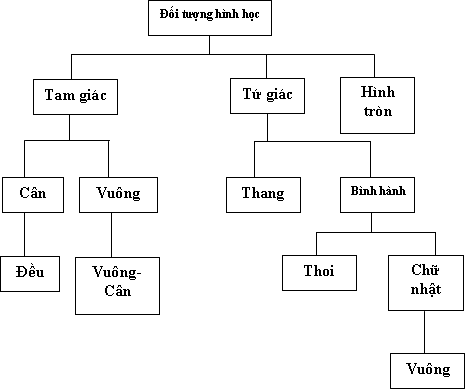 Đối tượng hình học
Tam giác
Tứ giác
Hình
tròn
Cân
Vuông
Thang
Bình hành
Đều
Vuông-
Cân
Thoi
Chữ
nhật
Vuông